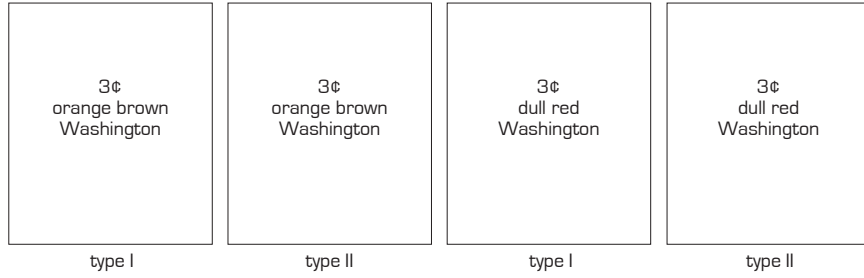 3¢
orange brown
Washington
type I
3¢
orange brown
Washington
type II
3¢
dull red
Washington
type I
3¢
dull red
Washington
type II